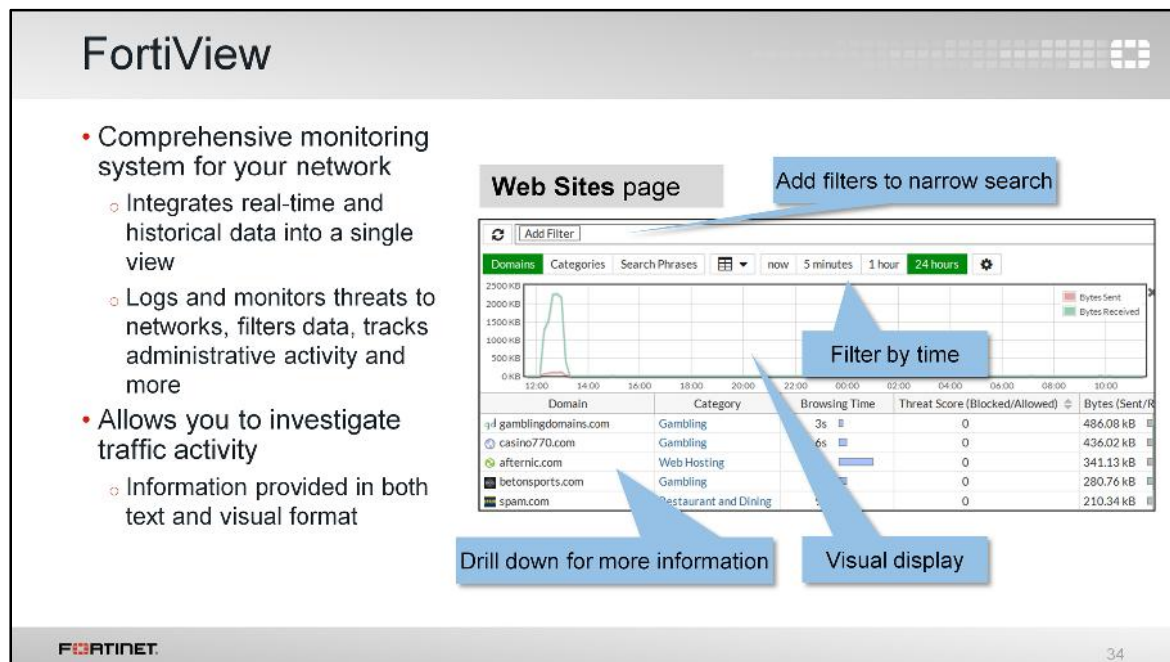 FortiView
• Comprehensive monitoring
system for your network
Integrates real-time and
historical data into a single
view
Logs and monitors threats to
networks, filters data, tracks
administrative activity and
more
• Allows you to investigate
traffic activity
Information provided in both
text and visual format
Web Sites page
Add filters to narrow search
Add Filter
Domains Categories Search Phrases now 5 minutes 1 hour 24 hours
2500 KB
2000 KB
1500 KB
1000 KB
500 KB
0 KB
Bytes Sent
Bytes Received
Filter by time
12:00 14:00 16:00 18:00 20:00 22:00 00:00 02:00 04:00 06:00 08:00 10:00
Domain Category Browsing Time Threat Score (Blocked/Allowed) Bytes (Sent/R
gamblingdomains.com Gambling 3s 0 486.08 kB
casino770.com Gambling 6s 0 436.02 kB
afternic.com Web Hosting 0 341.13 kB
betonsports.com Gambling 0 280.76 kB
spam.com Restaurant and Dining 0 210.34 kB
Drill down for more information
Visual display
FORTINET
34